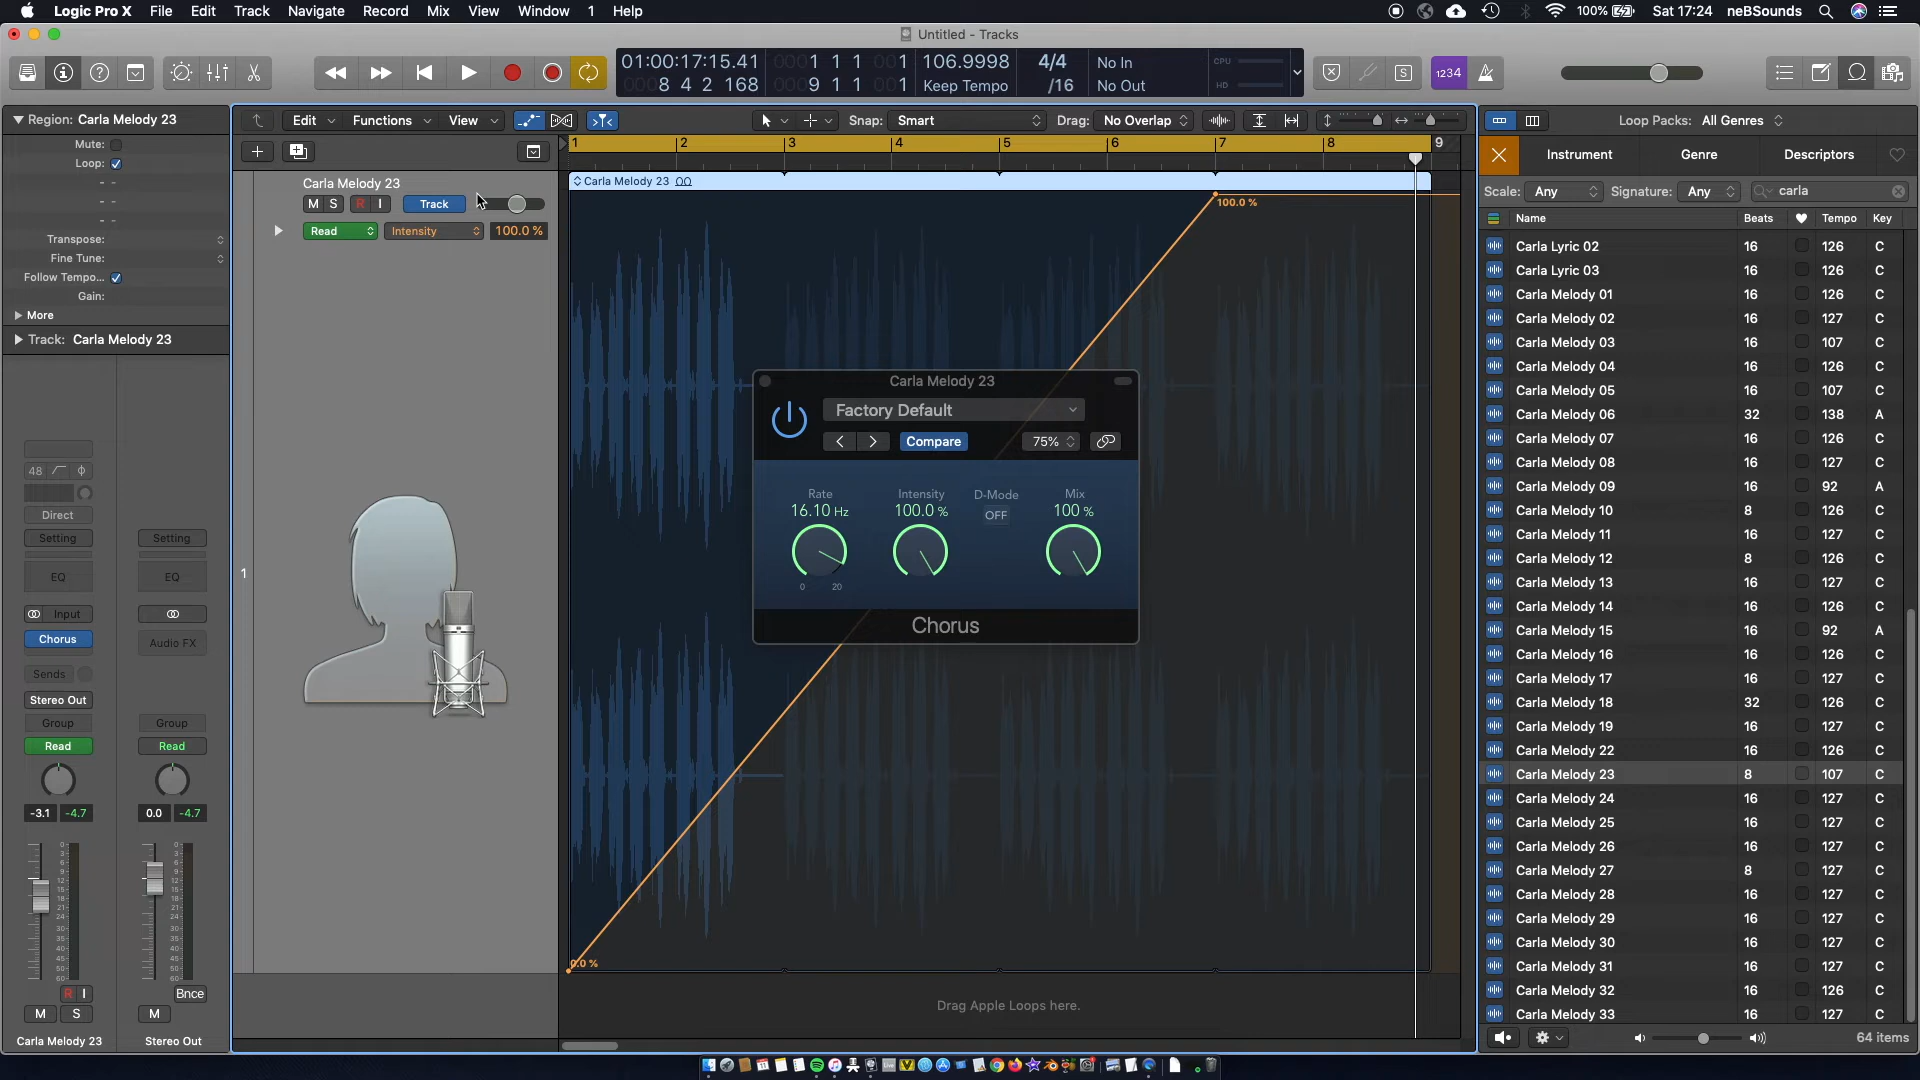 Logic Pro X File Edit Track Navigate Record Mix View Window 1 Help
100% Sat 17:24 neBSounds
Untitled - Tracks
01:00:17:15.41 0001 1 1 001 106.9998 4/4 No In CPU
0008 4 2 168 0009 1 1 001 Keep Tempo /16 No Out HD
1234
S
Region: Carla Melody 23
Mute:
Loop:
Transpose:
Fine Tune:
Follow Tempo...
Gain:
More
Track: Carla Melody 23
48
Direct
Setting Setting
EQ EQ
Input
Chorus Audio FX
Sends
Stereo Out
Group Group
Read Read
-3.1 -4.7 0.0 -4.7
R I Bnce
M S M
Carla Melody 23 Stereo Out
Edit Functions View Snap: Smart Drag: No Overlap
1 2 3 4 5 6 7 8 9
Carla Melody 23
M S R I Track
Read Intensity 100.0 %
1
Carla Melody 23
100.0 %
0.0 %
Carla Melody 23
Factory Default
Compare 75%
Rate Intensity D-Mode Mix
16.10 Hz 100.0 % OFF 100 %
0 20
Chorus
Drag Apple Loops here.
Loop Packs: All Genres
Instrument Genre Descriptors
Scale: Any Signature: Any carla
Name Beats Tempo Key
Carla Lyric 02 16 126 C
Carla Lyric 03 16 126 C
Carla Melody 01 16 126 C
Carla Melody 02 16 127 C
Carla Melody 03 16 107 C
Carla Melody 04 16 126 C
Carla Melody 05 16 107 C
Carla Melody 06 32 138 A
Carla Melody 07 16 126 C
Carla Melody 08 16 127 C
Carla Melody 09 16 92 A
Carla Melody 10 8 126 C
Carla Melody 11 16 127 C
Carla Melody 12 8 126 C
Carla Melody 13 16 127 C
Carla Melody 14 16 126 C
Carla Melody 15 16 92 A
Carla Melody 16 16 126 C
Carla Melody 17 16 127 C
Carla Melody 18 32 126 C
Carla Melody 19 16 127 C
Carla Melody 22 16 126 C
Carla Melody 23 8 107 C
Carla Melody 24 16 127 C
Carla Melody 25 16 127 C
Carla Melody 26 16 127 C
Carla Melody 27 8 126 C
Carla Melody 28 16 127 C
Carla Melody 29 16 127 C
Carla Melody 30 16 127 C
Carla Melody 31 16 127 C
Carla Melody 32 16 126 C
Carla Melody 33 16 127 C
64 items